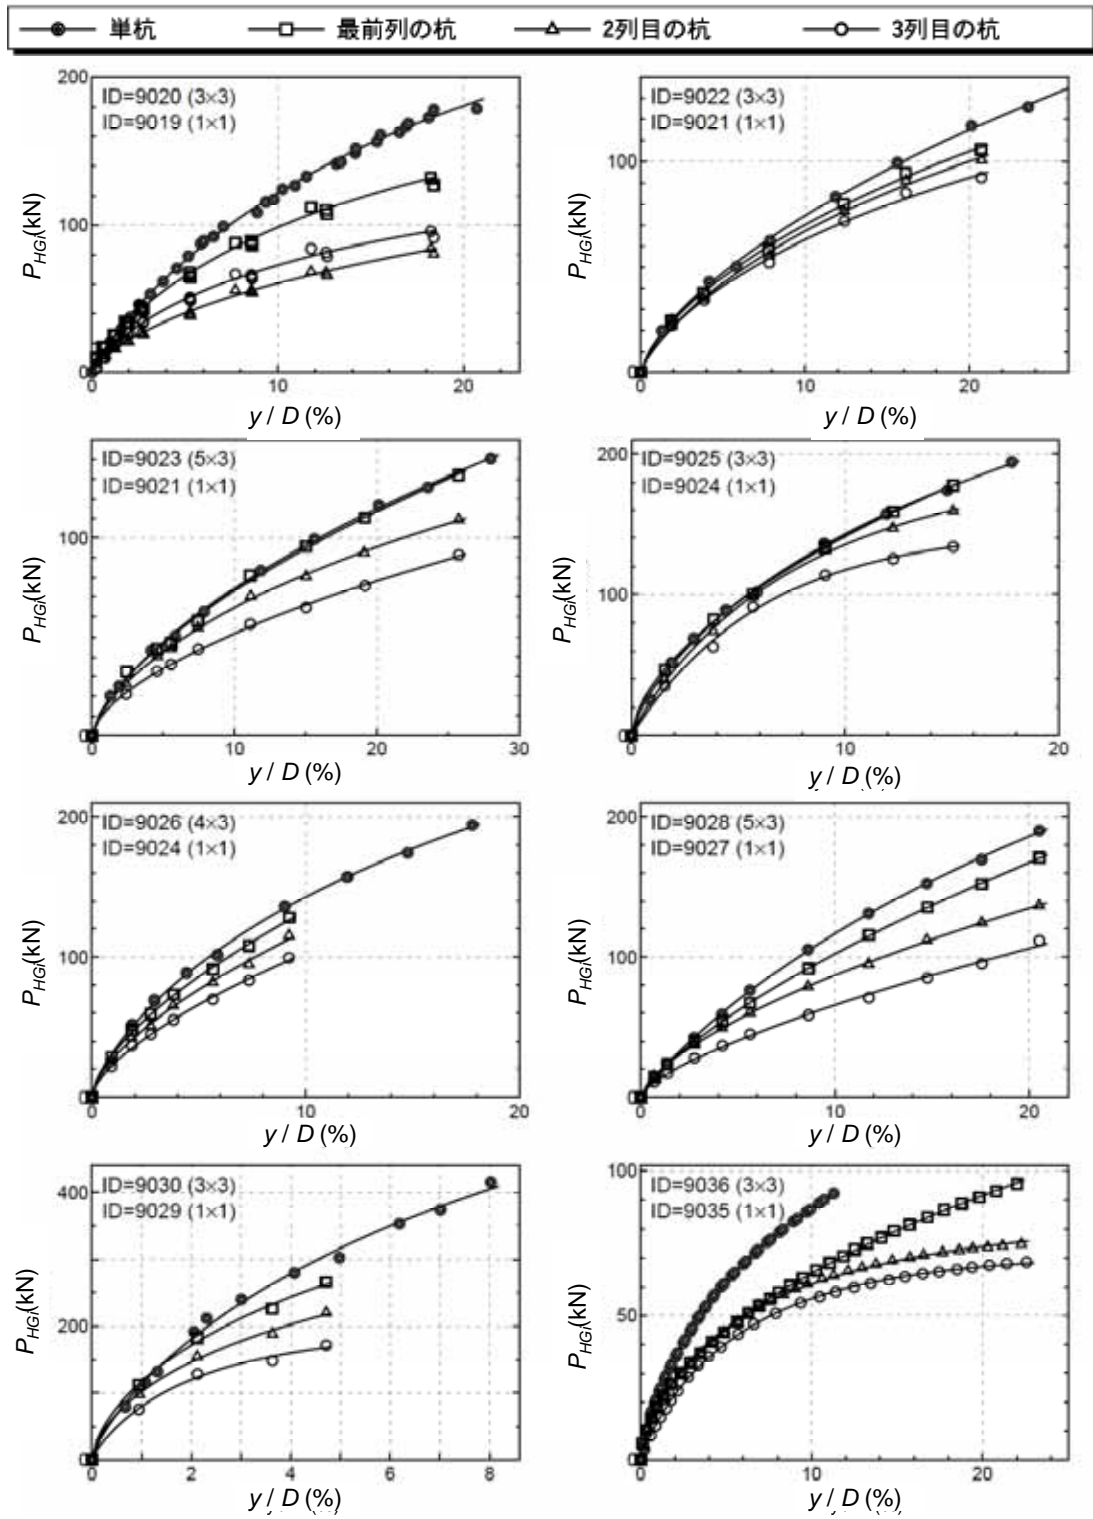 単杭 最前列の杭 2列目の杭 3列目の杭
200
ID=9020 (3×3)
ID=9019 (1×1)
100
0
0 10 20
P_HGi(kN)
y / D (%)
ID=9022 (3×3)
ID=9021 (1×1)
100
0
0 10 20
P_HGi(kN)
y / D (%)
ID=9023 (5×3)
ID=9021 (1×1)
100
0
0 10 20 30
P_HGi(kN)
y / D (%)
200
ID=9025 (3×3)
ID=9024 (1×1)
100
0
0 10 20
P_HGi(kN)
y / D (%)
200
ID=9026 (4×3)
ID=9024 (1×1)
100
0
0 10 20
P_HGi(kN)
y / D (%)
200
ID=9028 (5×3)
ID=9027 (1×1)
100
0
0 10 20
P_HGi(kN)
y / D (%)
400
ID=9030 (3×3)
ID=9029 (1×1)
200
0
0 2 4 6 8
P_HGi(kN)
y / D (%)
100
ID=9036 (3×3)
ID=9035 (1×1)
50
0
0 10 20
P_HGi(kN)
y / D (%)